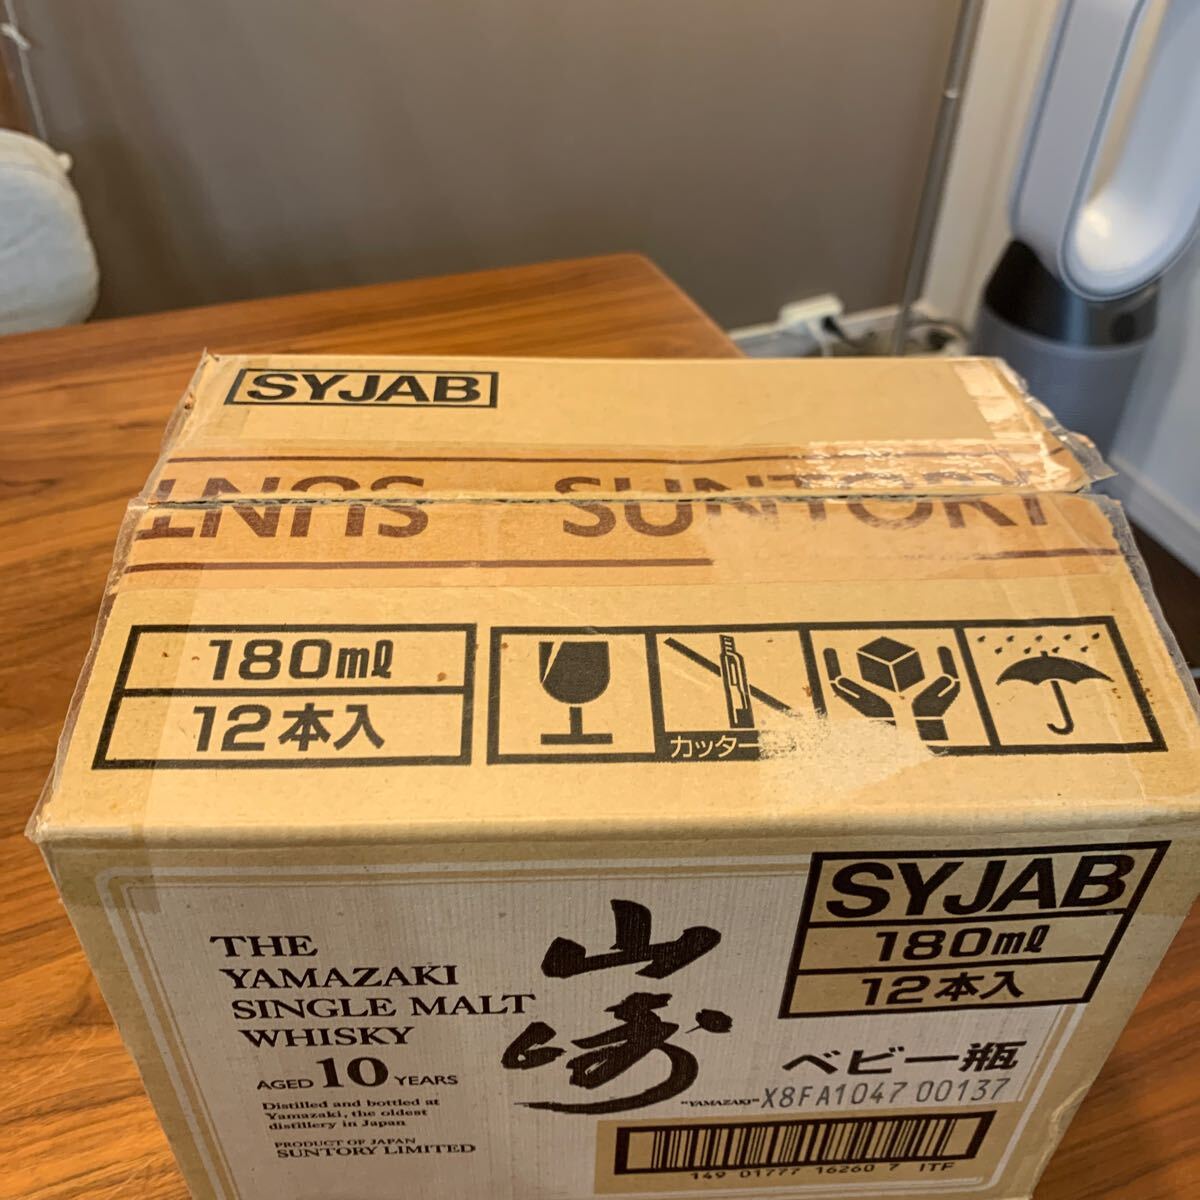 SYJAB
SUNT
SUNTORY
180ml
12本入
カッター
THE
YAMAZAKI
SINGLE MALT
WHISKY
AGED 10 YEARS
Distilled and bottled at
Yamazaki, the oldest
distillery in Japan
PRODUCT OF JAPAN
SUNTORY LIMITED
山崎
"YAMAZAKI"
SYJAB
180ml
12本入
ベビー瓶
X8FA1047 00137
149 01777 16260 7 ITF